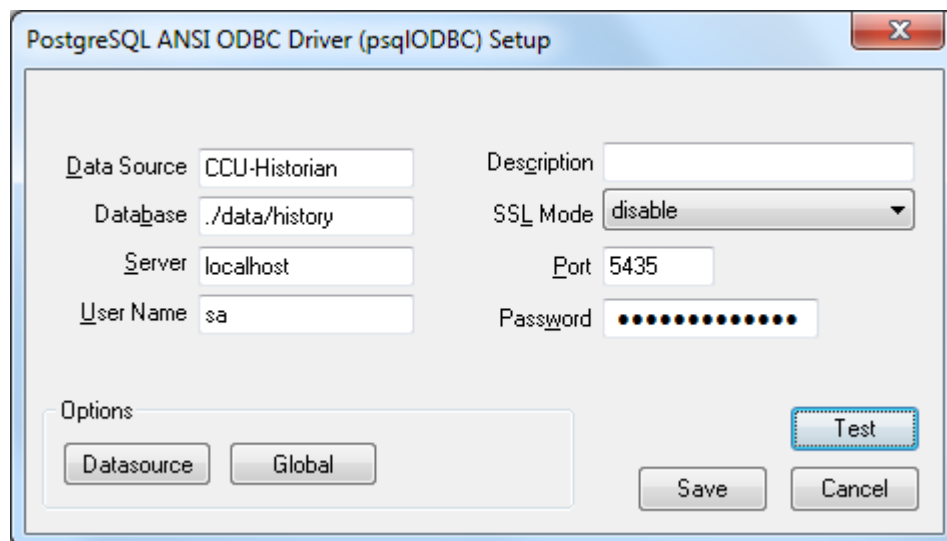 PostgreSQL ANSI ODBC Driver (psqlODBC) Setup
Data Source CCU-Historian
Description
Database ./data/history
SSL Mode disable
Server localhost
Port 5435
User Name sa
Password •••••••••••••
Options
Datasource Global
Test
Save Cancel